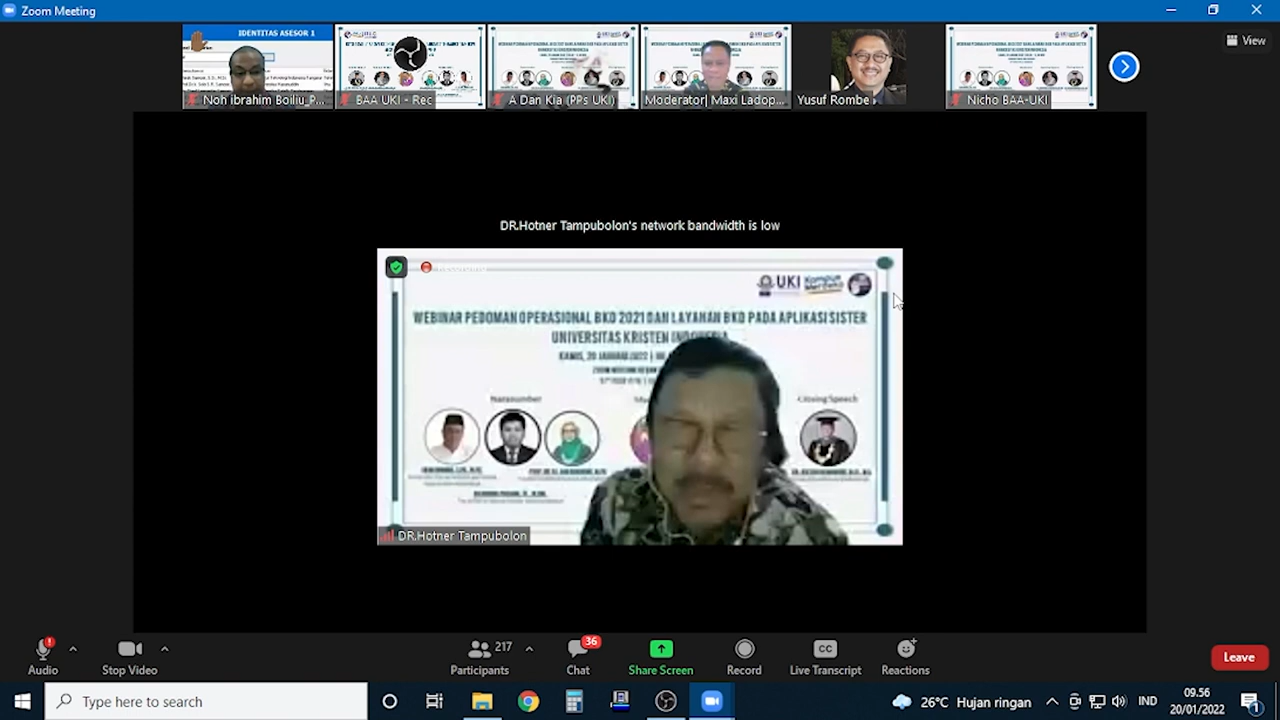 Zoom Meeting
IDENTITAS ASESOR 1
Noh ibrahim Boiliu_P...
BAA UKI - Rec
A Dan Kia (PPs UKI)
Moderator| Maxi Ladop...
Yusuf Rombe
Nicho BAA-UKI
View
DR.Hotner Tampubolon's network bandwidth is low
Recording
UKI
Kampus Merdeka
WEBINAR PEDOMAN OPERASIONAL BKD 2021 DAN LAYANAN BKD PADA APLIKASI SISTER
UNIVERSITAS KRISTEN INDONESIA
KAMIS, 20 JANUARI 2022 |
Narasumber
Closing Speech
DR.Hotner Tampubolon
Audio
Stop Video
217
Participants
36
Chat
Share Screen
Record
CC
Live Transcript
Reactions
Leave
Type here to search
26°C Hujan ringan
IND
09.56
20/01/2022
1